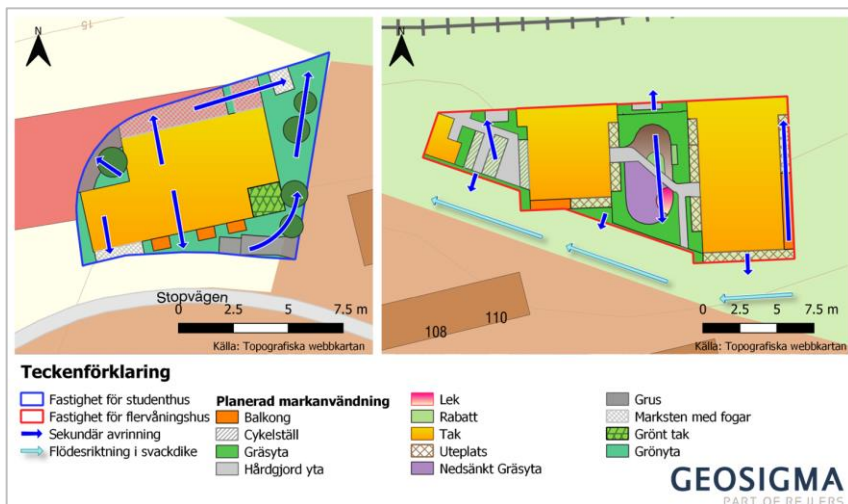 N
15
Stopvägen
0 2.5 5 7.5 m
Källa: Topografiska webbkartan
N
108
110
0 2.5 5 7.5 m
Källa: Topografiska webbkartan
Teckenförklaring
Fastighet för studenthus
Fastighet för flervåningshus
Sekundär avrinning
Flödesriktning i svackdike
Planerad markanvändning
Balkong
Cykelställ
Gräsyta
Hårdgjord yta
Lek
Rabatt
Tak
Uteplats
Nedsänkt Gräsyta
Grus
Marksten med fogar
Grönt tak
Grönyta
GEOSIGMA
PART OF REJLERS